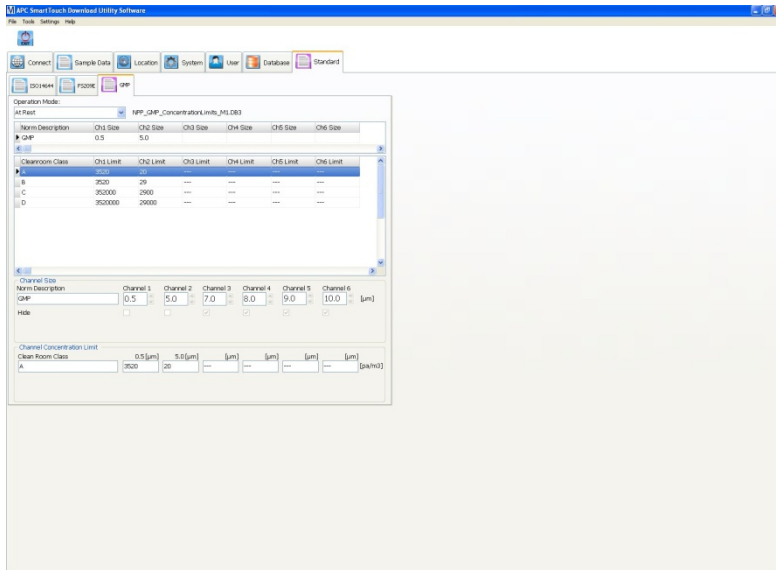 APC SmartTouch Download Utility Software
File Tools Settings Help
Connect Sample Data Location System User Database Standard
ISO14644 FS209E GMP
Operation Mode:
At Rest NPP_GMP_ConcentrationLimits_M1.DB3
Norm Description Ch1 Size Ch2 Size Ch3 Size Ch4 Size Ch5 Size Ch6 Size
GMP 0.5 5.0
Cleanroom Class Ch1 Limit Ch2 Limit Ch3 Limit Ch4 Limit Ch5 Limit Ch6 Limit
A 3520 20 --- --- --- ---
B 3520 29 --- --- --- ---
C 352000 2900 --- --- --- ---
D 3520000 29000 --- --- --- ---
Channel Size
Norm Description Channel 1 Channel 2 Channel 3 Channel 4 Channel 5 Channel 6
GMP 0.5 5.0 7.0 8.0 9.0 10.0 [µm]
Hide
Channel Concentration Limit
Clean Room Class 0.5 [µm] 5.0 [µm] [µm] [µm] [µm] [µm]
A 3520 20 --- --- --- --- [pa/m3]